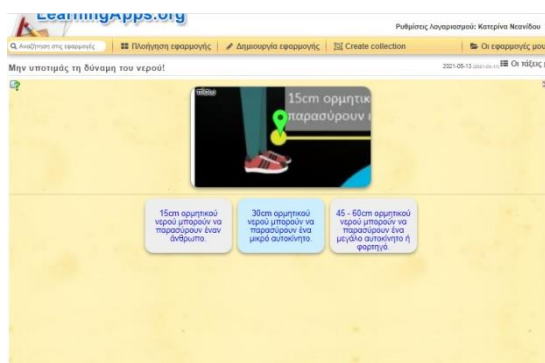 LearningApps.org
Ρυθμίσεις Λογαριασμού: Κατερίνα Νεανίδου
Αναζήτηση στις εφαρμογές
Πλοήγηση εφαρμογής
Δημιουργία εφαρμογής
Create collection
Οι εφαρμογές μου
Μην υποτιμάς τη δύναμη του νερού!
2021-05-13
Οι τάξεις
πίσω
15cm ορμητικ
παρασύρουν
15cm ορμητικού
νερού μπορούν να
παρασύρουν έναν
άνθρωπο.
30cm ορμητικού
νερού μπορούν να
παρασύρουν ένα
μικρό αυτοκίνητο.
45 - 60cm ορμητικού
νερού μπορούν να
παρασύρουν ένα
μεγάλο αυτοκίνητο ή
φορτηγό.